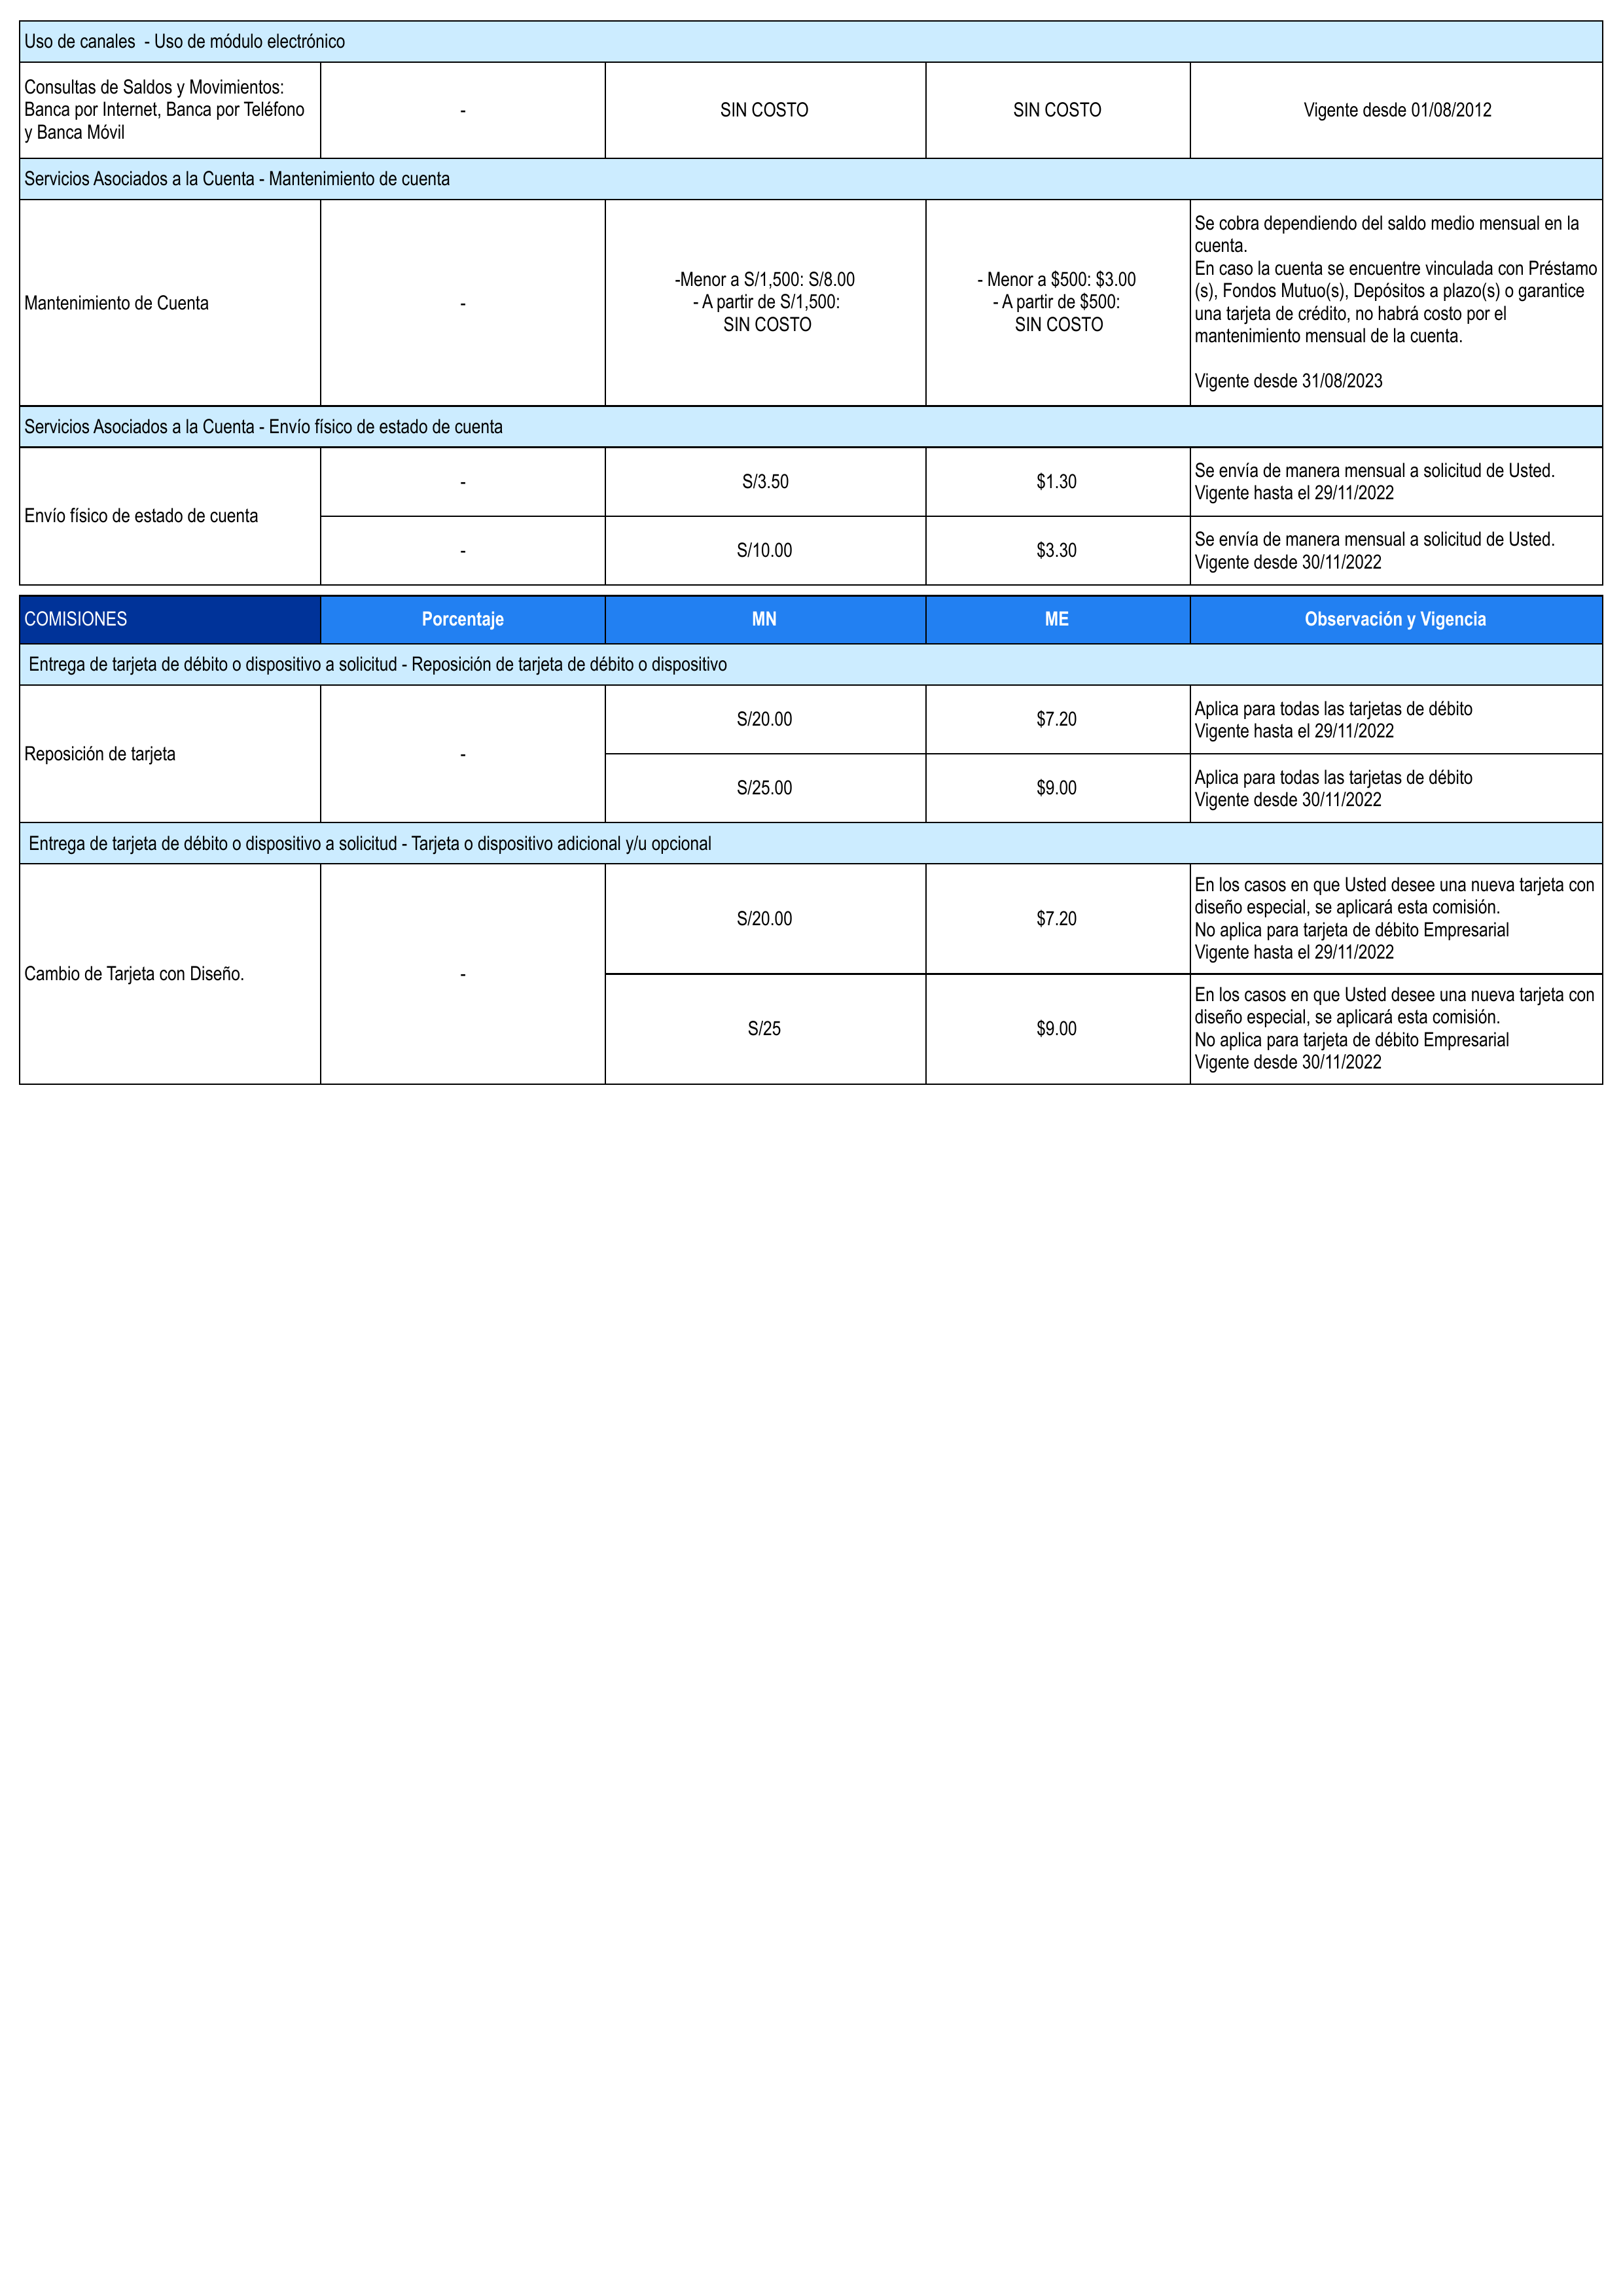 Uso de canales  - Uso de módulo electrónico
Consultas de Saldos y Movimientos:
Banca por Internet, Banca por Teléfono
y Banca Móvil
-
SIN COSTO
SIN COSTO
Vigente desde 01/08/2012
Servicios Asociados a la Cuenta - Mantenimiento de cuenta
Mantenimiento de Cuenta
-
-Menor a S/1,500: S/8.00
- A partir de S/1,500:
SIN COSTO
- Menor a $500: $3.00
- A partir de $500:
SIN COSTO
Se cobra dependiendo del saldo medio mensual en la
cuenta.
En caso la cuenta se encuentre vinculada con Préstamo
(s), Fondos Mutuo(s), Depósitos a plazo(s) o garantice
una tarjeta de crédito, no habrá costo por el
mantenimiento mensual de la cuenta.
Vigente desde 31/08/2023
Servicios Asociados a la Cuenta - Envío físico de estado de cuenta
Envío físico de estado de cuenta
-
S/3.50
$1.30
Se envía de manera mensual a solicitud de Usted.
Vigente hasta el 29/11/2022
-
S/10.00
$3.30
Se envía de manera mensual a solicitud de Usted.
Vigente desde 30/11/2022
COMISIONES
Porcentaje
MN
ME
Observación y Vigencia
Entrega de tarjeta de débito o dispositivo a solicitud - Reposición de tarjeta de débito o dispositivo
Reposición de tarjeta
-
S/20.00
$7.20
Aplica para todas las tarjetas de débito
Vigente hasta el 29/11/2022
S/25.00
$9.00
Aplica para todas las tarjetas de débito
Vigente desde 30/11/2022
Entrega de tarjeta de débito o dispositivo a solicitud - Tarjeta o dispositivo adicional y/u opcional
Cambio de Tarjeta con Diseño.
-
S/20.00
$7.20
En los casos en que Usted desee una nueva tarjeta con
diseño especial, se aplicará esta comisión.
No aplica para tarjeta de débito Empresarial
Vigente hasta el 29/11/2022
S/25
$9.00
En los casos en que Usted desee una nueva tarjeta con
diseño especial, se aplicará esta comisión.
No aplica para tarjeta de débito Empresarial
Vigente desde 30/11/2022